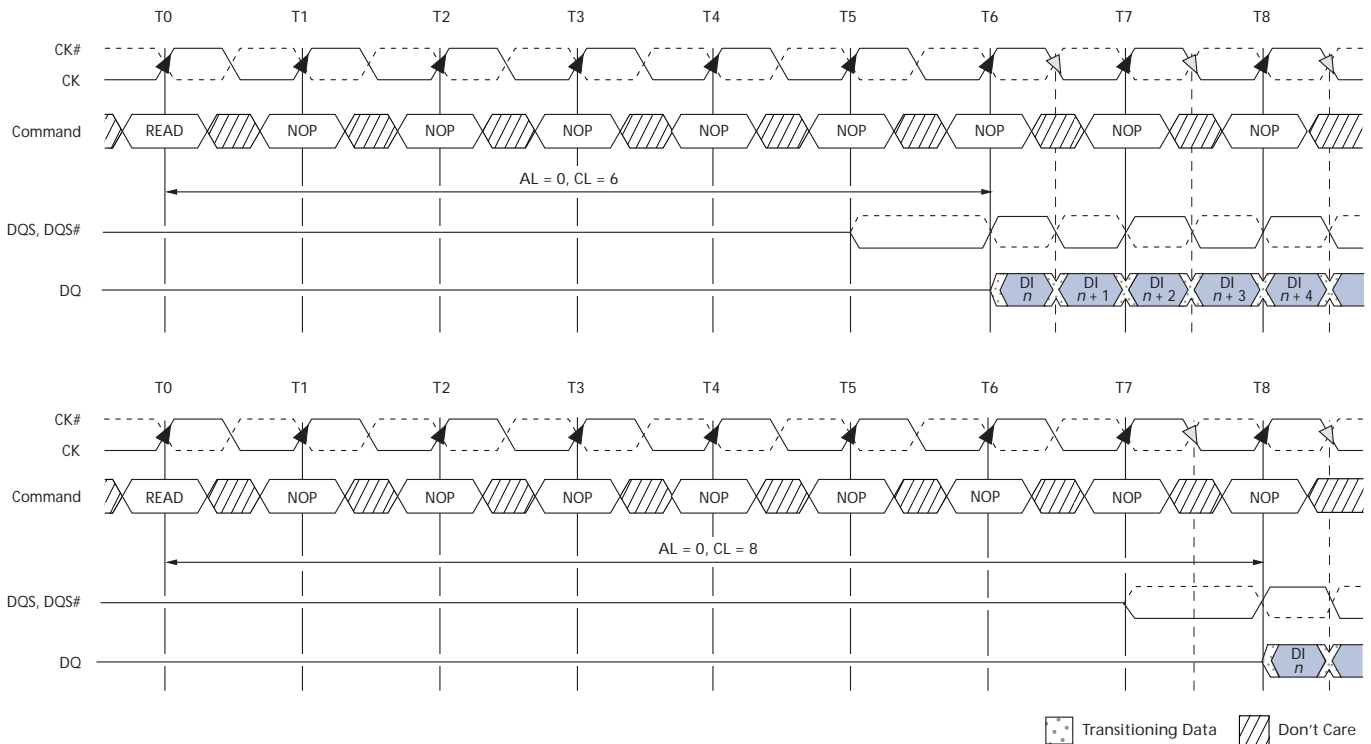 T0 T1 T2 T3 T4 T5 T6 T7 T8
CK#
CK
Command READ NOP NOP NOP NOP NOP NOP NOP NOP
AL = 0, CL = 6
DQS, DQS#
DQ DI n DI n + 1 DI n + 2 DI n + 3 DI n + 4
T0 T1 T2 T3 T4 T5 T6 T7 T8
CK#
CK
Command READ NOP NOP NOP NOP NOP NOP NOP NOP
AL = 0, CL = 8
DQS, DQS#
DQ DI n
Transitioning Data Don't Care